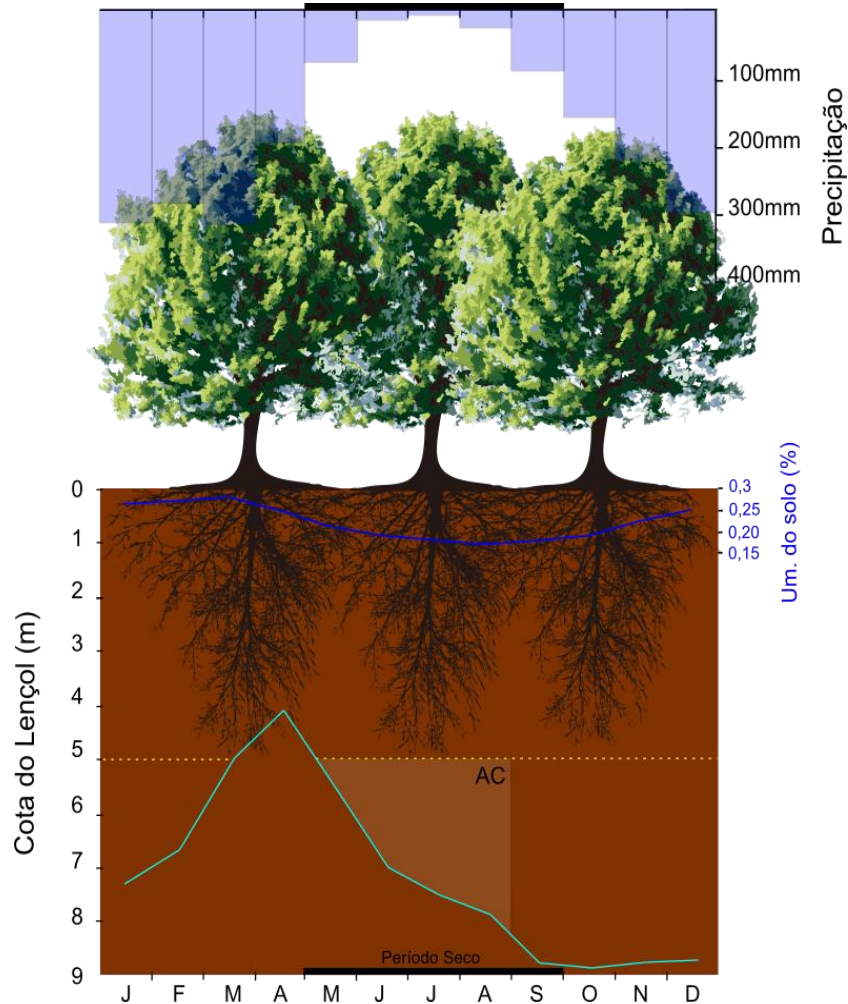 100mm
200mm
300mm
400mm
Precipitação
0
1
2
3
4
5
6
7
8
9
Cota do Lençol (m)
0,3
0,25
0,20
0,15
Um. do solo (%)
AC
Período Seco
J F M A M J J A S O N D